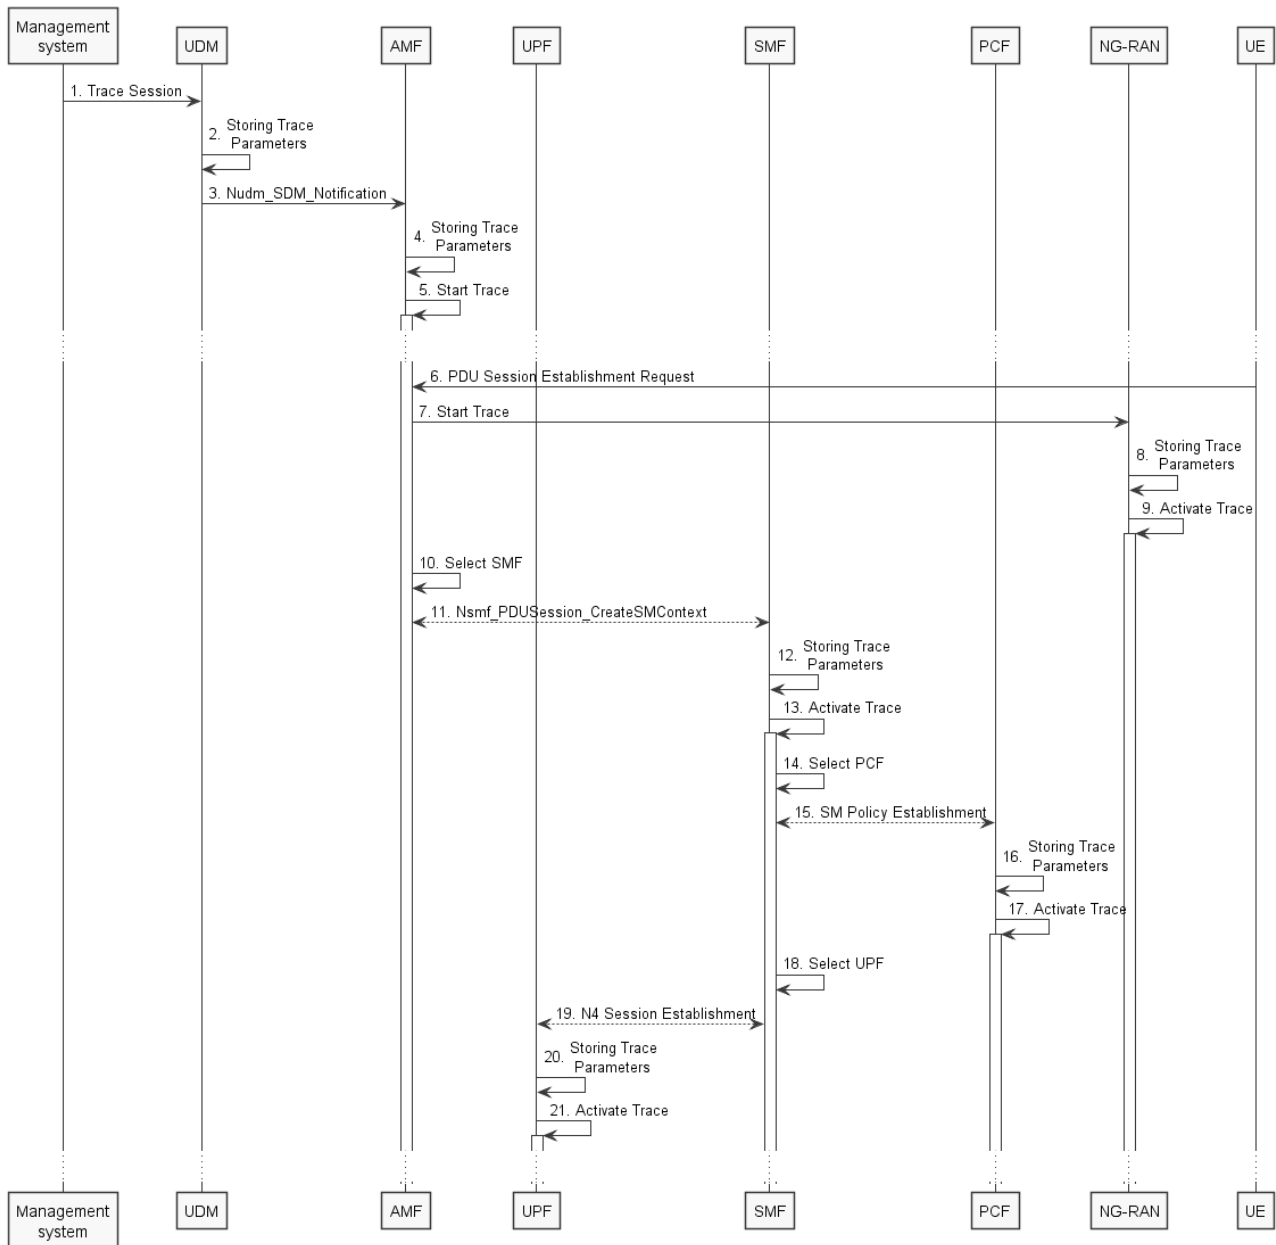 Management
system
UDM
AMF
UPF
SMF
PCF
NG-RAN
UE
1. Trace Session
2. Storing Trace
Parameters
3. Nudm_SDM_Notification
4. Storing Trace
Parameters
5. Start Trace
6. PDU Session Establishment Request
7. Start Trace
8. Storing Trace
Parameters
9. Activate Trace
10. Select SMF
11. Nsmf_PDUSession_CreateSMContext
12. Storing Trace
Parameters
13. Activate Trace
14. Select PCF
15. SM Policy Establishment
16. Storing Trace
Parameters
17. Activate Trace
18. Select UPF
19. N4 Session Establishment
20. Storing Trace
Parameters
21. Activate Trace
Management
system
UDM
AMF
UPF
SMF
PCF
NG-RAN
UE